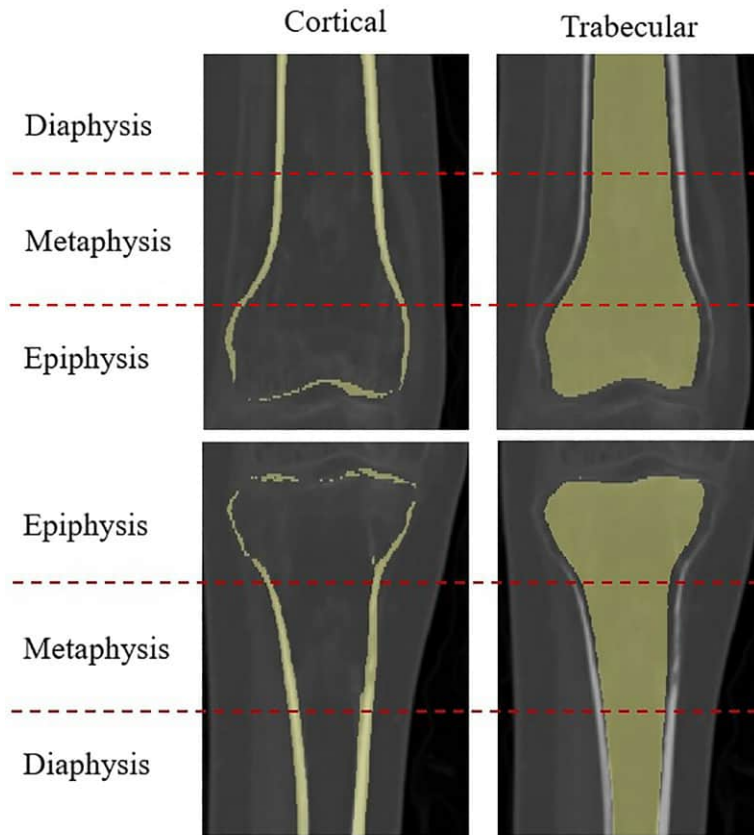 Cortical
Trabecular
Diaphysis
Metaphysis
Epiphysis
Epiphysis
Metaphysis
Diaphysis